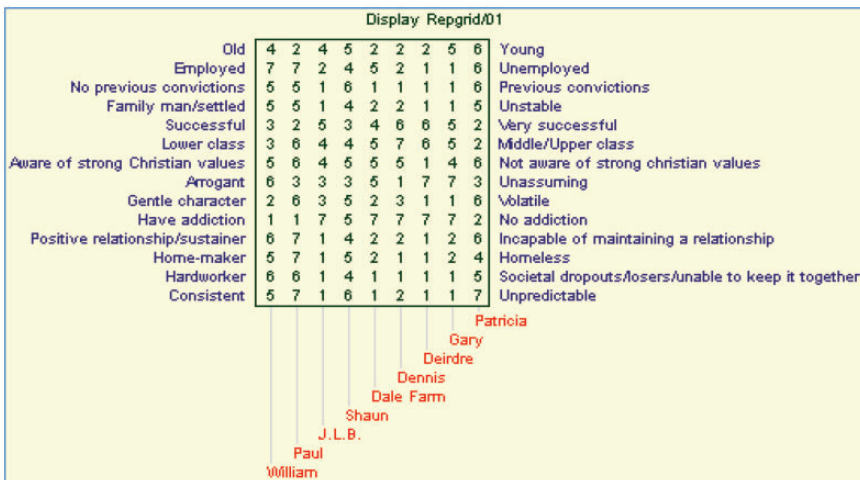 Display Repgrid/01
Old 4 2 4 5 2 2 2 5 6 Young
Employed 7 7 2 4 5 2 1 1 6 Unemployed
No previous convictions 5 5 1 6 1 1 1 1 6 Previous convictions
Family man/settled 5 5 1 4 2 2 1 1 5 Unstable
Successful 3 2 5 3 4 6 6 5 2 Very successful
Lower class 3 6 4 4 5 7 6 5 2 Middle/Upper class
Aware of strong Christian values 5 6 4 5 5 5 1 4 6 Not aware of strong christian values
Arrogant 6 3 3 3 5 1 7 7 3 Unassuming
Gentle character 2 6 3 5 2 3 1 1 6 Volatile
Have addiction 1 1 7 5 7 7 7 7 2 No addiction
Positive relationship/sustainer 6 7 1 4 2 2 1 2 6 Incapable of maintaining a relationship
Home-maker 5 7 1 5 2 1 1 2 4 Homeless
Hardworker 6 6 1 4 1 1 1 1 5 Societal dropouts/losers/unable to keep it together
Consistent 5 7 1 6 1 2 1 1 7 Unpredictable
Patricia
Gary
Deirdre
Dennis
Dale Farm
Shaun
J.L.B.
Paul
William